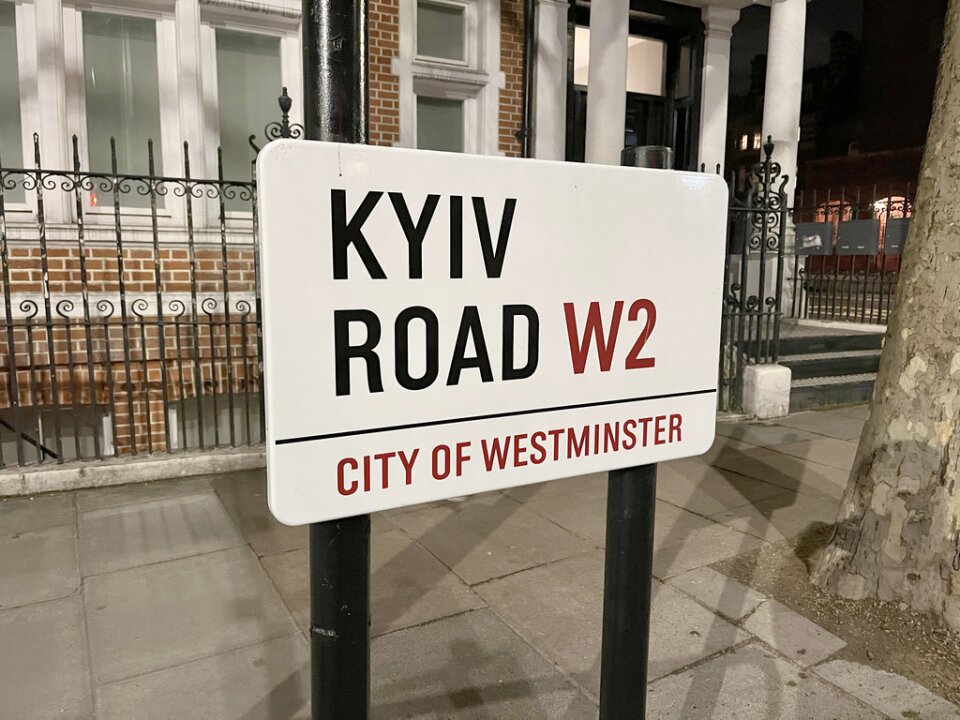 KYIV
ROAD W2
CITY OF WESTMINSTER